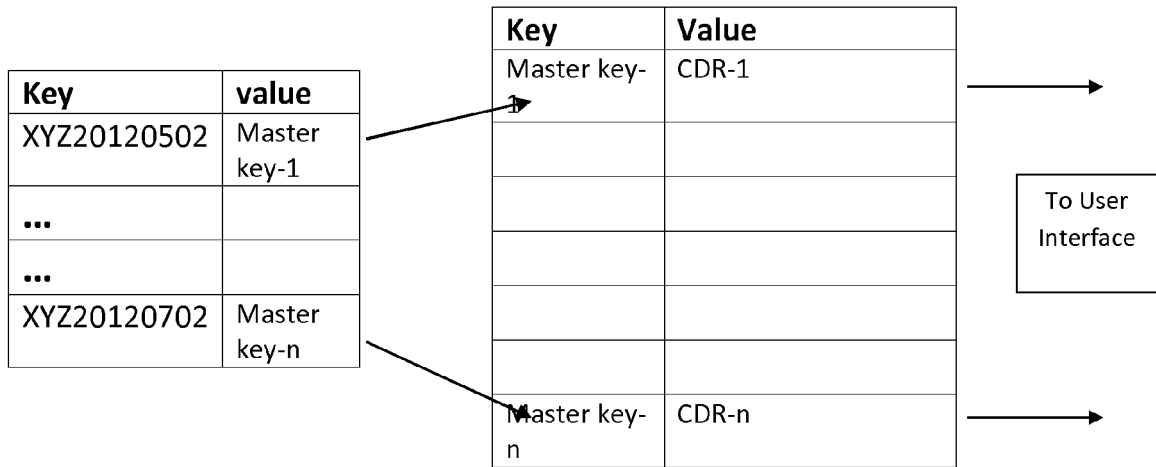 Key value
XYZ20120502 Master
key-1
...
...
XYZ20120702 Master
key-n
Key Value
Master key- CDR-1
1
Master key- CDR-n
n
To User
Interface